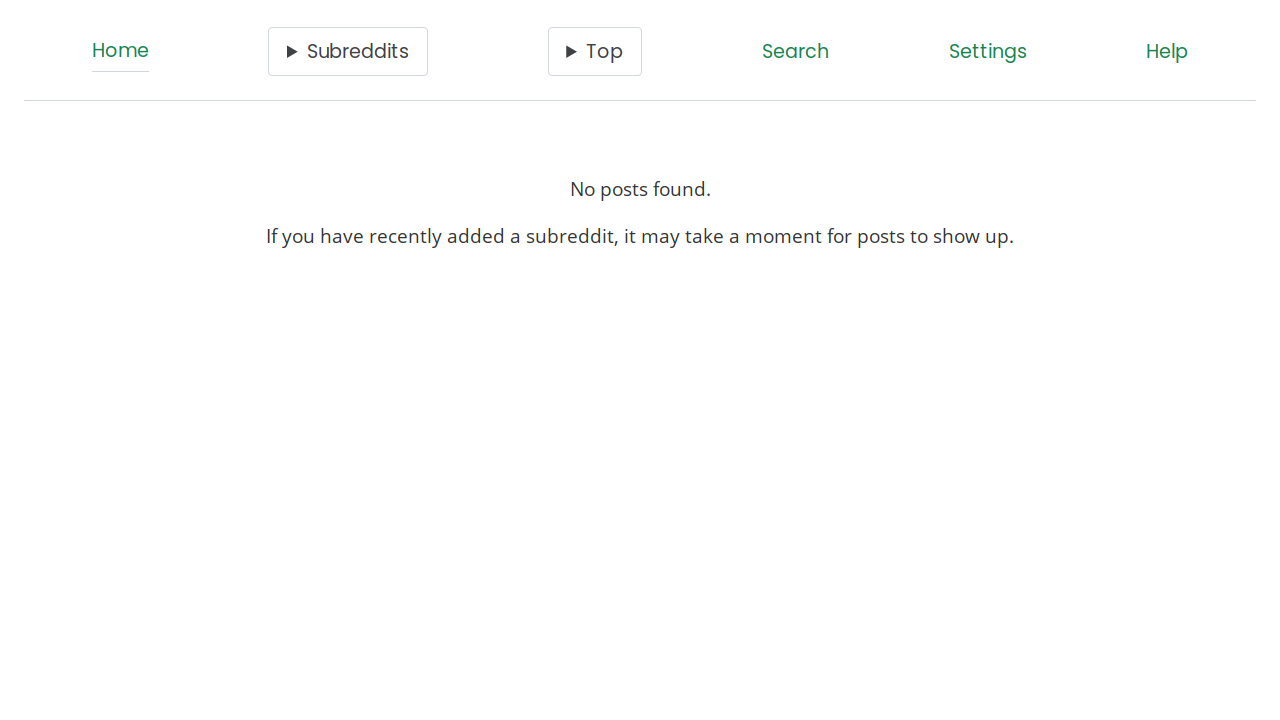 Home
Subreddits
Top
Search
Settings
Help
No posts found.
If you have recently added a subreddit, it may take a moment for posts to show up.